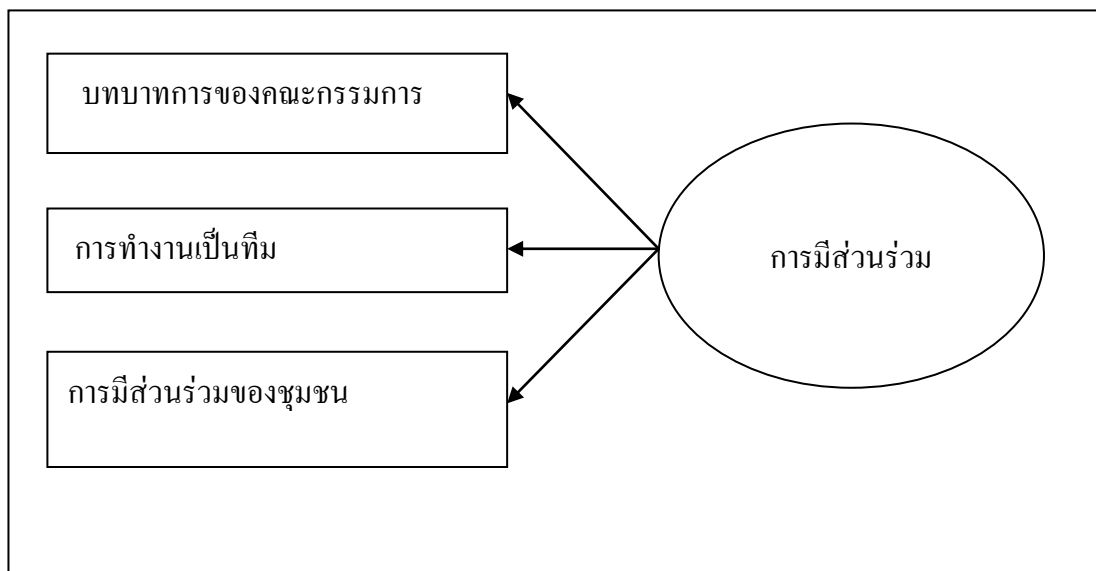 บทบาทการของคณะกรรมการ
การทำงานเป็นทีม
การมีส่วนร่วม
การมีส่วนร่วมของชุมชน